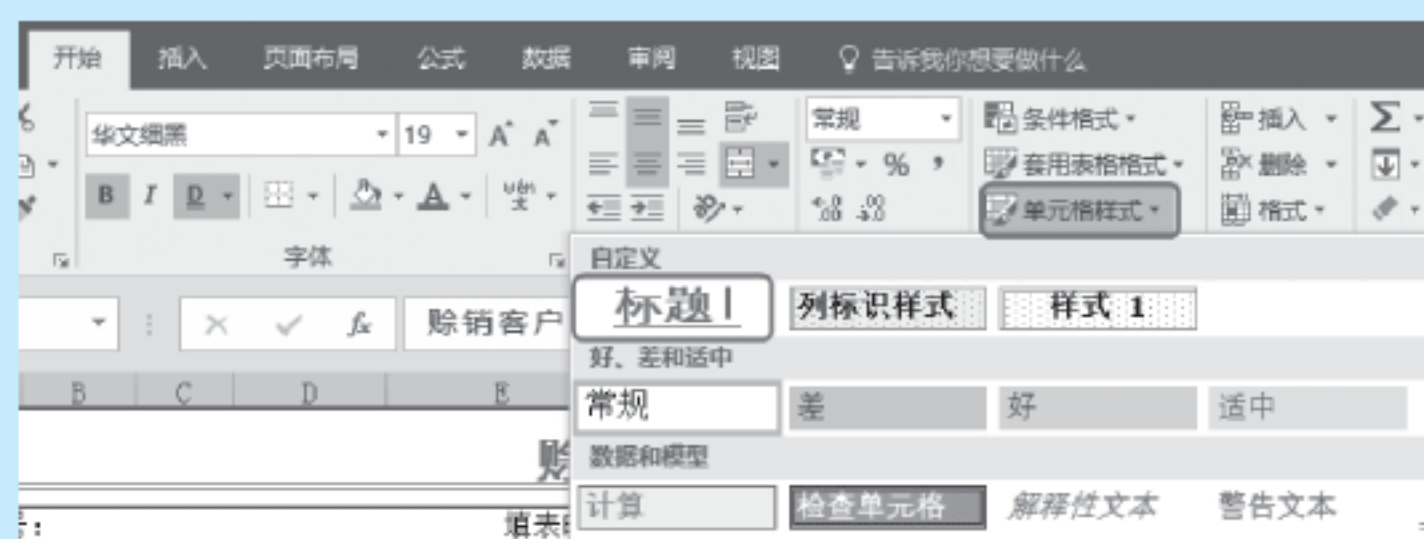 开始 插入 页面布局 公式 数据 审阅 视图 告诉我你想要做什么
华文细黑 19 A A 常规 条件格式 插入 Σ
% 套用表格格式 删除
B I D A wén 文 单元格样式 格式
字体
自定义
标题1 列标识样式 样式 1
fx 赊销客户
好、差和适中
B C D E
常规 差 好 适中
数据和模型
计算 检查单元格 解释性文本 警告文本
填表